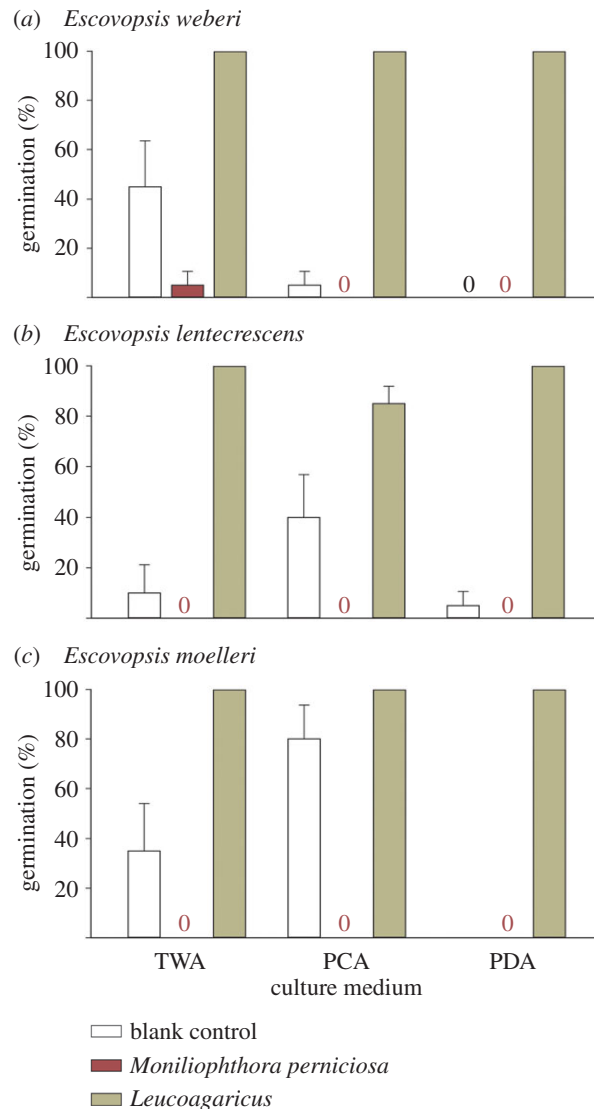 (a) Escovopsis weberi
100
80
60
40
20
germination (%)
0 0 0
(b) Escovopsis lentecrescens
100
80
60
40
20
germination (%)
0 0 0
(c) Escovopsis moelleri
100
80
60
40
20
germination (%)
0 0 0
TWA PCA PDA
culture medium
blank control
Moniliophthora perniciosa
Leucoagaricus